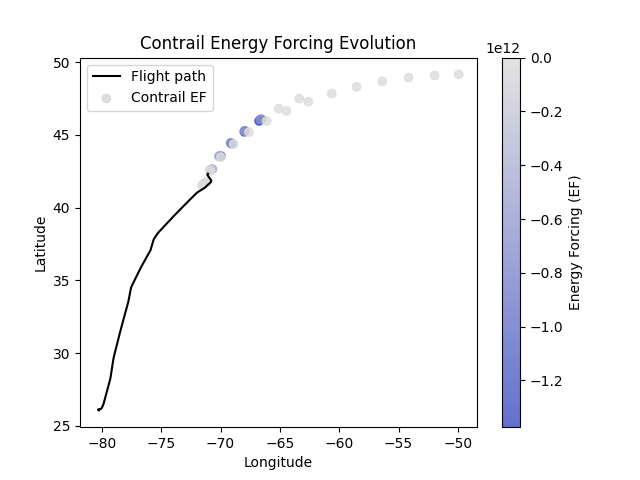 Contrail Energy Forcing Evolution
1e12
Flight path
Contrail EF
50
45
40
35
30
25
Latitude
−80
−75
−70
−65
−60
−55
−50
Longitude
0.0
−0.2
−0.4
−0.6
−0.8
−1.0
−1.2
Energy Forcing (EF)